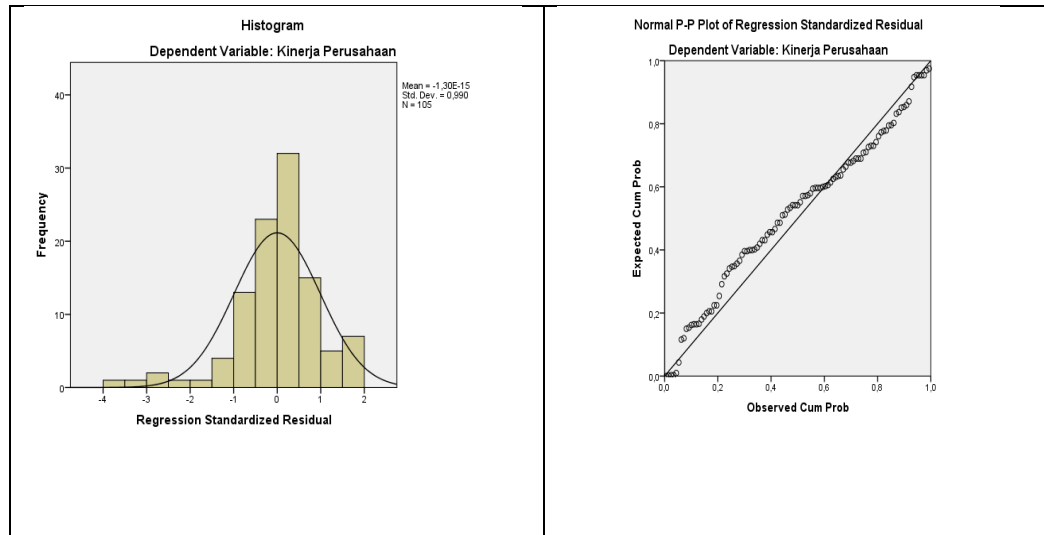 Histogram
Dependent Variable: Kinerja Perusahaan
Mean = -1,30E-15
Std. Dev. = 0,990
N = 105
40
30
20
10
0
Frequency
-4 -3 -2 -1 0 1 2
Regression Standardized Residual
Normal P-P Plot of Regression Standardized Residual
Dependent Variable: Kinerja Perusahaan
1,0
0,8
0,6
0,4
0,2
0,0
Expected Cum Prob
0,0 0,2 0,4 0,6 0,8 1,0
Observed Cum Prob